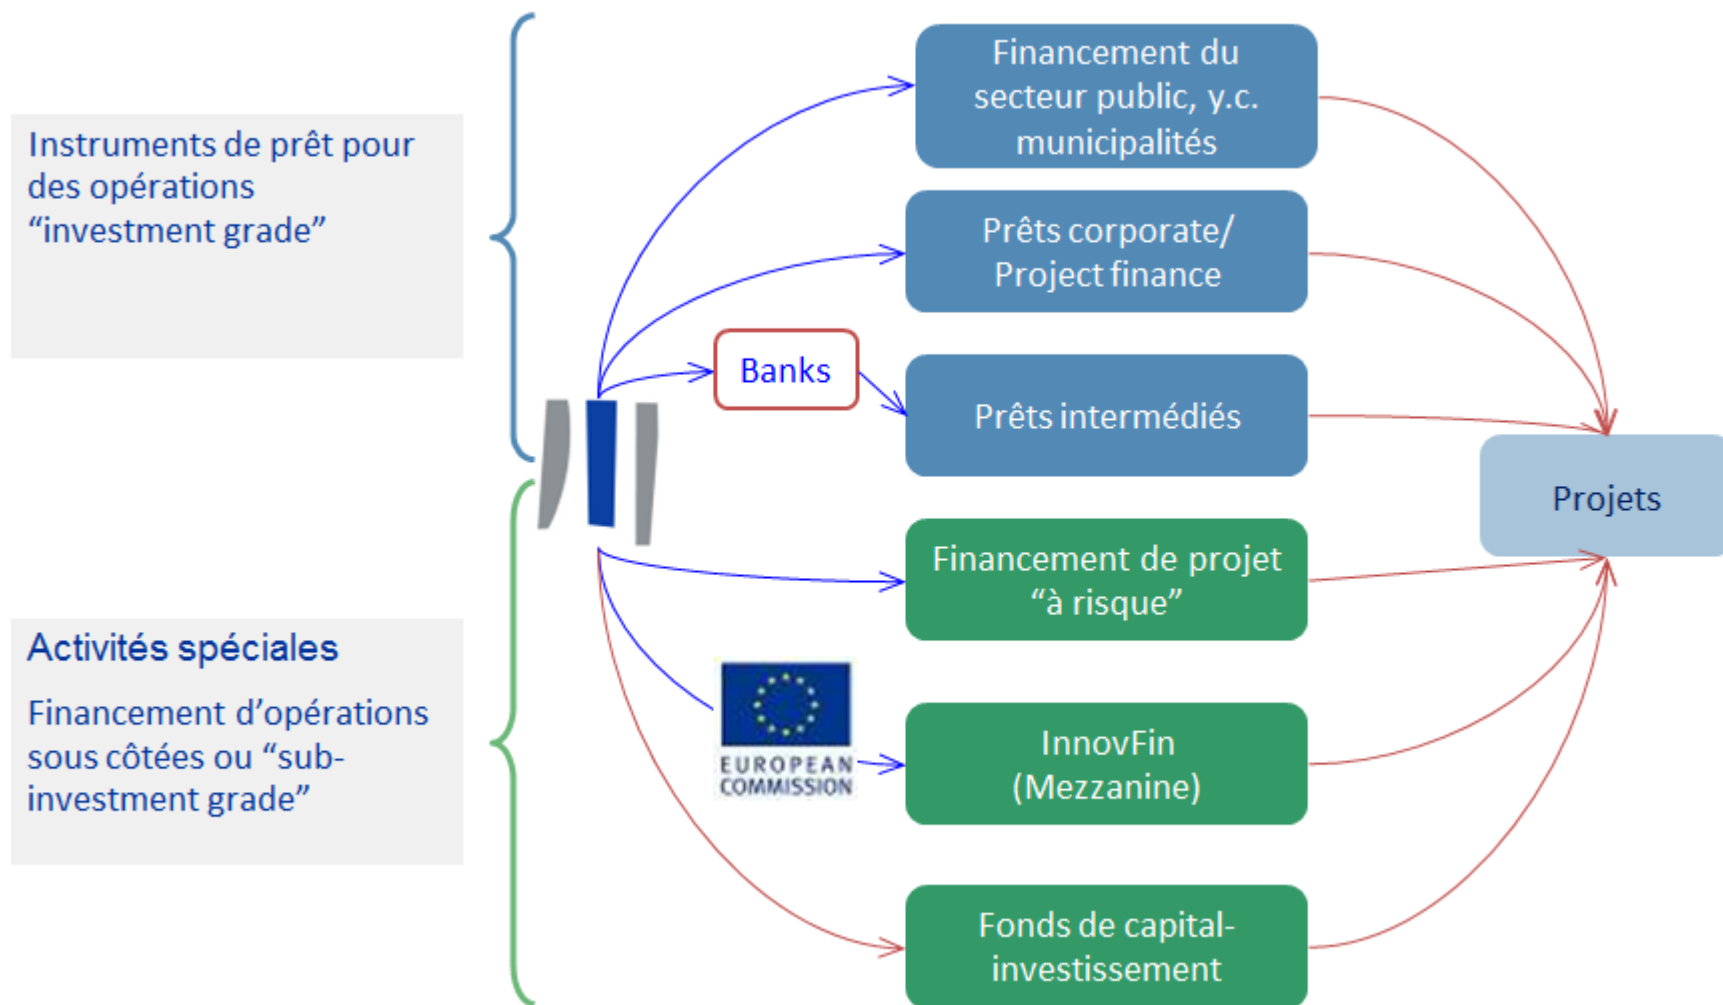 Instruments de prêt pour
des opérations
“investment grade”
Activités spéciales
Financement d’opérations
sous côtées ou “sub-
investment grade”
Banks
EUROPEAN
COMMISSION
Financement du
secteur public, y.c.
municipalités
Prêts corporate/
Project finance
Prêts intermédiés
Financement de projet
“à risque”
InnovFin
(Mezzanine)
Fonds de capital-
investissement
Projets